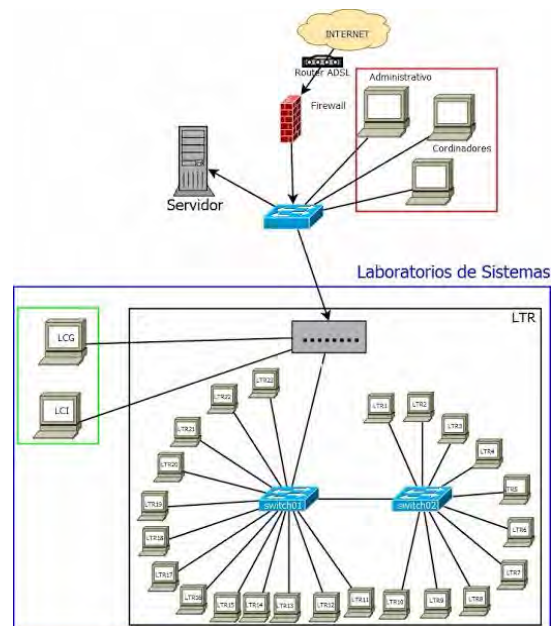 INTERNET
Router ADSL
Administrativo
Firewall
Cordinadores
Servidor
Laboratorios de Sistemas
LTR
LCG
LCI
LTR23
LTR22
LTR21
LTR20
LTR19
LTR18
LTR17
LTR16
LTR15
LTR14
LTR13
LTR12
LTR11
switch01
switch02
LTR1
LTR2
LTR3
LTR4
LTR5
LTR6
LTR7
LTR8
LTR9
LTR10